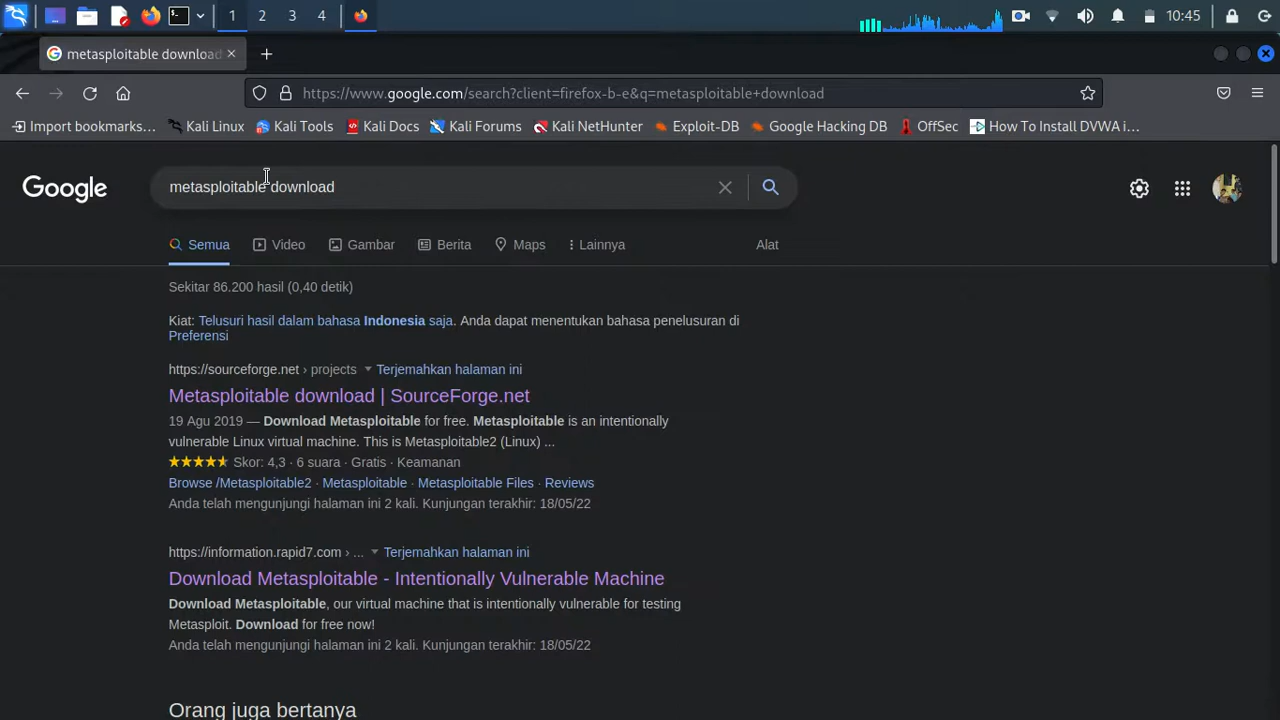 1 2 3 4 10:45
metasploitable download
https://www.google.com/search?client=firefox-b-e&q=metasploitable+download
Import bookmarks… Kali Linux Kali Tools Kali Docs Kali Forums Kali NetHunter Exploit-DB Google Hacking DB OffSec How To Install DVWA i…
Google metasploitable download
Semua Video Gambar Berita Maps Lainnya Alat
Sekitar 86.200 hasil (0,40 detik)
Kiat: Telusuri hasil dalam bahasa Indonesia saja. Anda dapat menentukan bahasa penelusuran di
Preferensi
https://sourceforge.net › projects Terjemahkan halaman ini
Metasploitable download | SourceForge.net
19 Agu 2019 — Download Metasploitable for free. Metasploitable is an intentionally
vulnerable Linux virtual machine. This is Metasploitable2 (Linux) ...
Skor: 4,3 · 6 suara · Gratis · Keamanan
Browse /Metasploitable2 · Metasploitable · Metasploitable Files · Reviews
Anda telah mengunjungi halaman ini 2 kali. Kunjungan terakhir: 18/05/22
https://information.rapid7.com › ... Terjemahkan halaman ini
Download Metasploitable - Intentionally Vulnerable Machine
Download Metasploitable, our virtual machine that is intentionally vulnerable for testing
Metasploit. Download for free now!
Anda telah mengunjungi halaman ini 2 kali. Kunjungan terakhir: 18/05/22
Orang juga bertanya